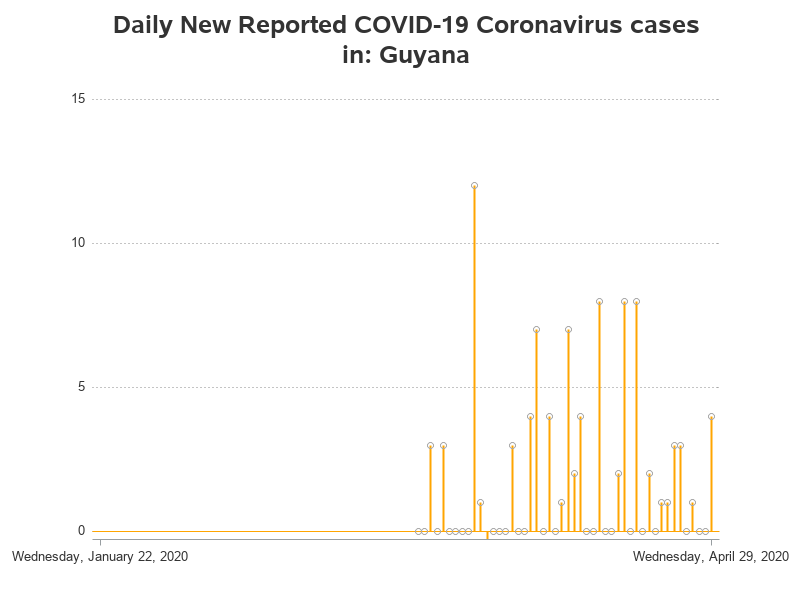 Daily New Reported COVID-19 Coronavirus cases
in: Guyana
15
10
5
0
Wednesday, January 22, 2020
Wednesday, April 29, 2020